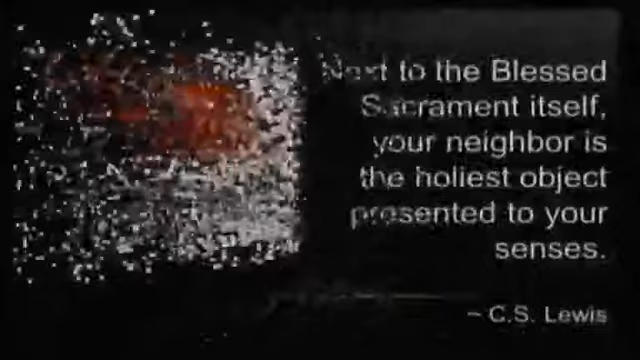 Next to the Blessed
Sacrament itself,
your neighbor is
the holiest object
presented to your
senses.
~ C.S. Lewis